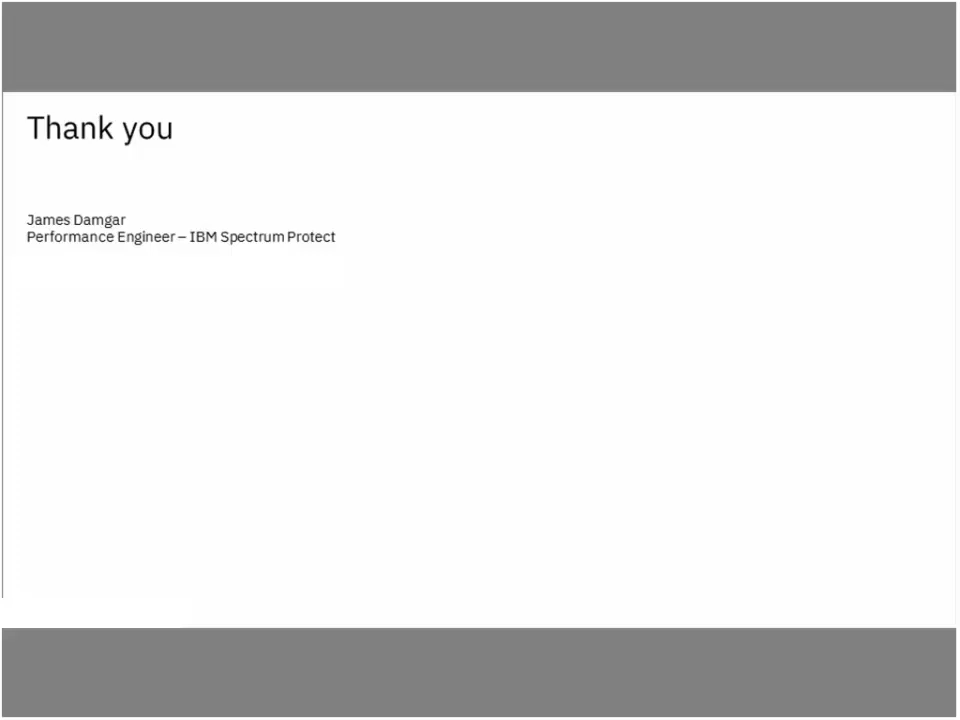 Thank you
James Damgar
Performance Engineer – IBM Spectrum Protect